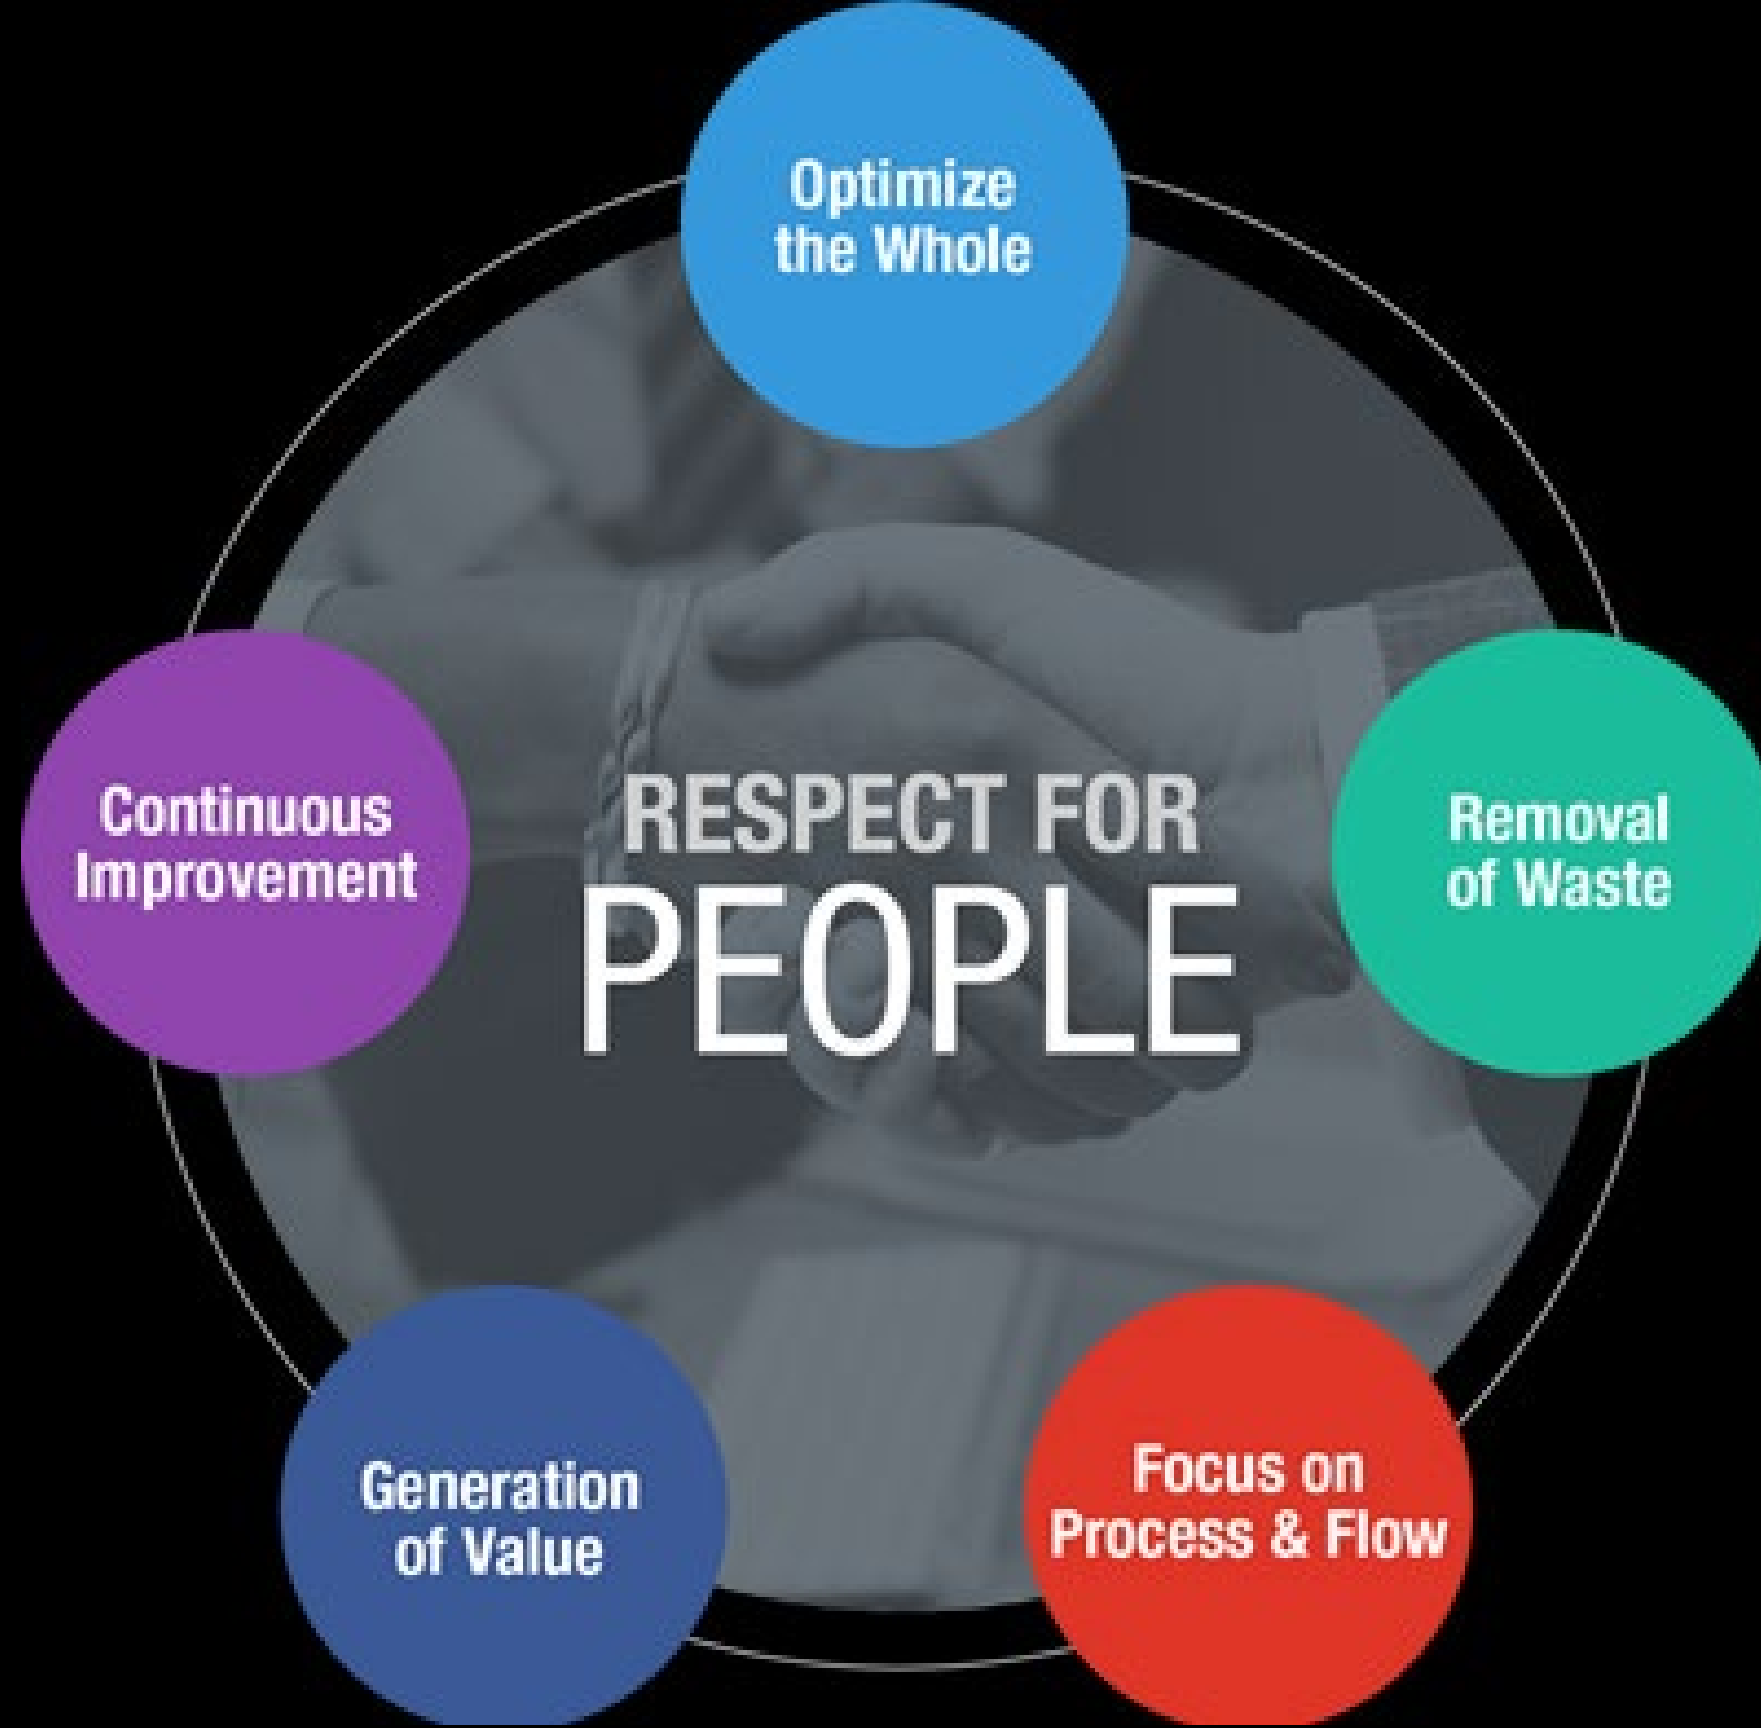 Optimize
the Whole
Continuous
Improvement
RESPECT FOR
PEOPLE
Removal
of Waste
Generation
of Value
Focus on
Process & Flow